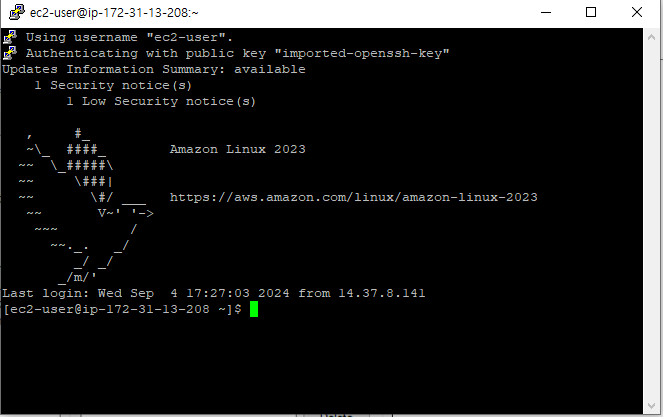 ec2-user@ip-172-31-13-208:~
Using username "ec2-user".
Authenticating with public key "imported-openssh-key"
Updates Information Summary: available
    1 Security notice(s)
        1 Low Security notice(s)
   ,     #_
   ~\_  ####_        Amazon Linux 2023
  ~~  \_#####\
  ~~     \###|
  ~~       \#/ ___   https://aws.amazon.com/linux/amazon-linux-2023
   ~~       V~' '->
    ~~~         /
      ~~._.   _/
         _/ _/
       _/m/'
Last login: Wed Sep  4 17:27:03 2024 from 14.37.8.141
[ec2-user@ip-172-31-13-208 ~]$